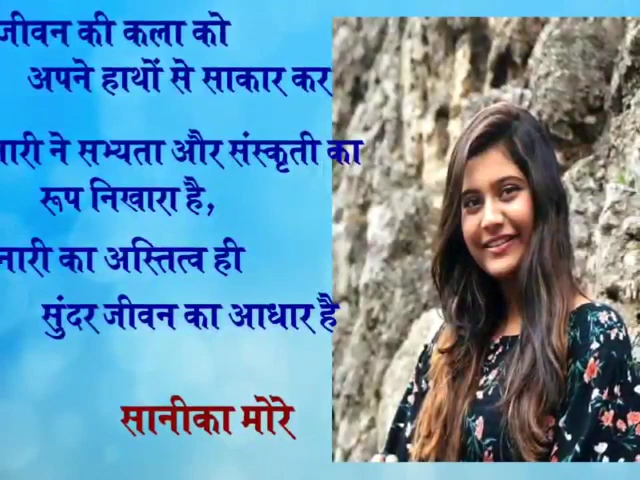 जीवन की कला को
अपने हाथों से साकार कर
नारी ने सभ्यता और संस्कृती का
रूप निखारा है,
नारी का अस्तित्व ही
सुंदर जीवन का आधार है
सानीका मोरे